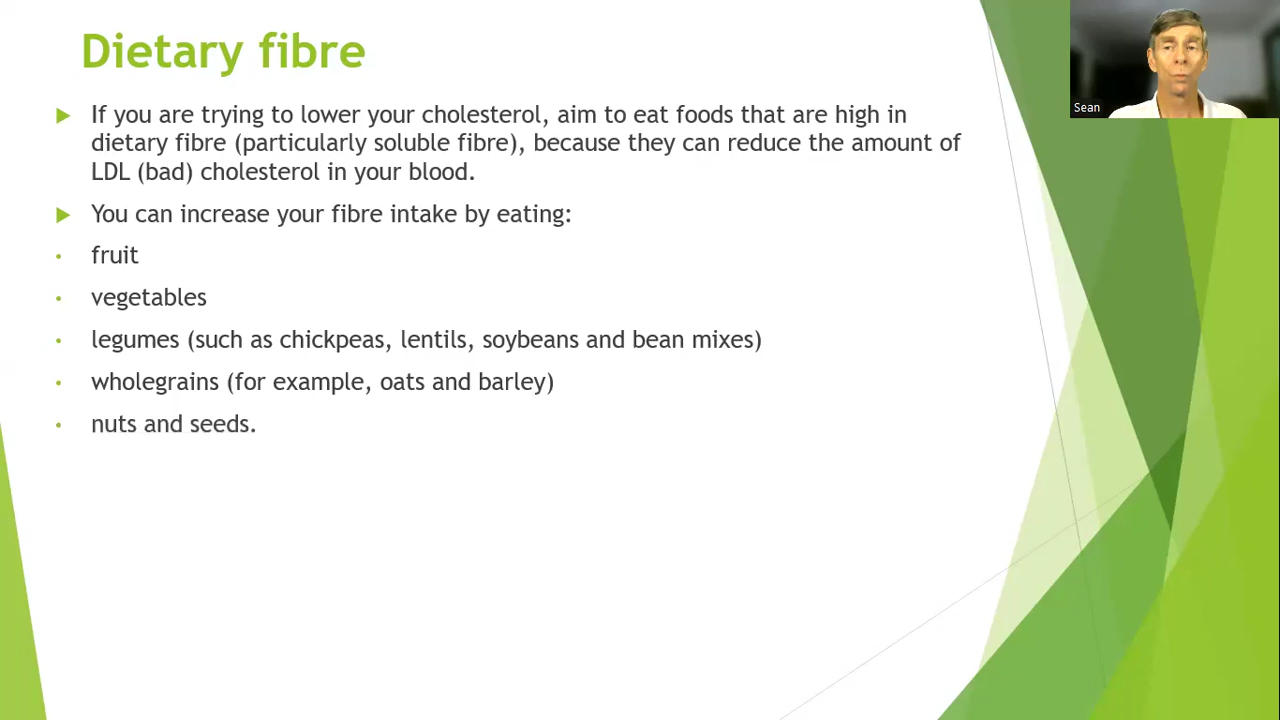 Dietary fibre
If you are trying to lower your cholesterol, aim to eat foods that are high in
dietary fibre (particularly soluble fibre), because they can reduce the amount of
LDL (bad) cholesterol in your blood.
You can increase your fibre intake by eating:
fruit
vegetables
legumes (such as chickpeas, lentils, soybeans and bean mixes)
wholegrains (for example, oats and barley)
nuts and seeds.
Sean